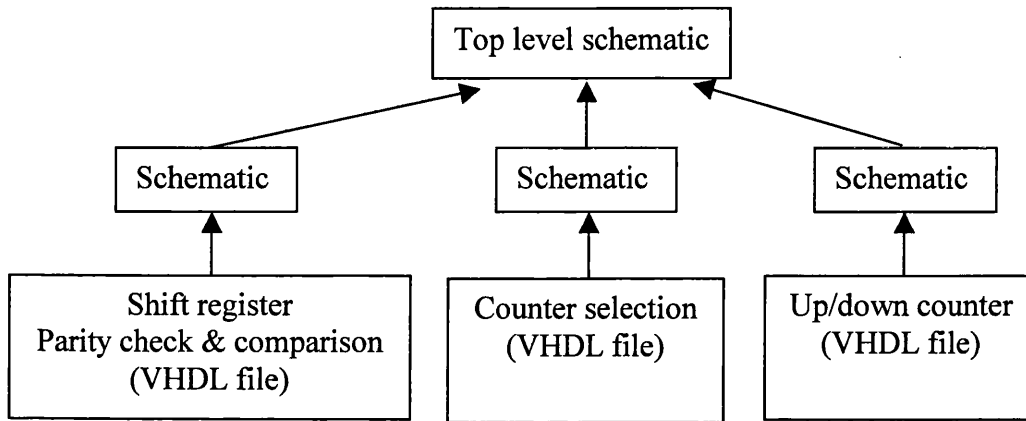 Top level schematic
Schematic
Schematic
Schematic
Shift register
Parity check & comparison
(VHDL file)
Counter selection
(VHDL file)
Up/down counter
(VHDL file)